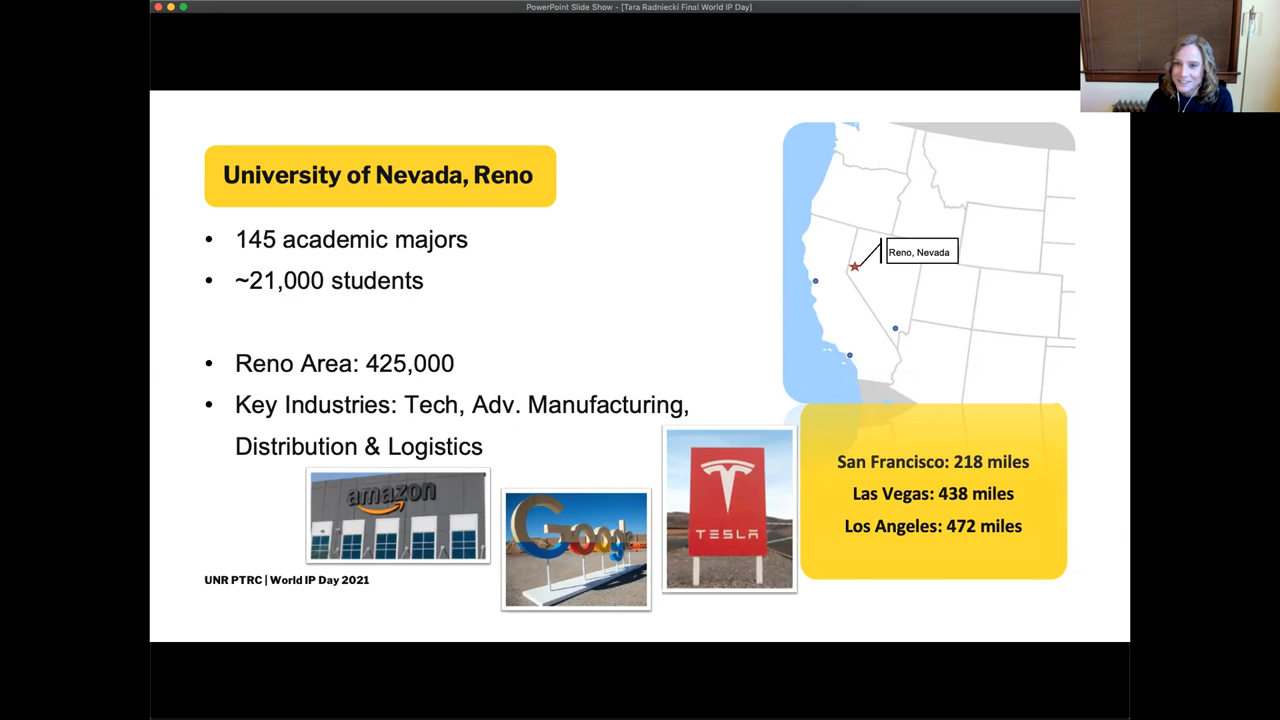 PowerPoint Slide Show - [Tara Radniecki Final World IP Day]
University of Nevada, Reno
• 145 academic majors
• ~21,000 students
• Reno Area: 425,000
• Key Industries: Tech, Adv. Manufacturing,
Distribution & Logistics
Reno, Nevada
amazon
Google
TESLA
San Francisco: 218 miles
Las Vegas: 438 miles
Los Angeles: 472 miles
UNR PTRC | World IP Day 2021